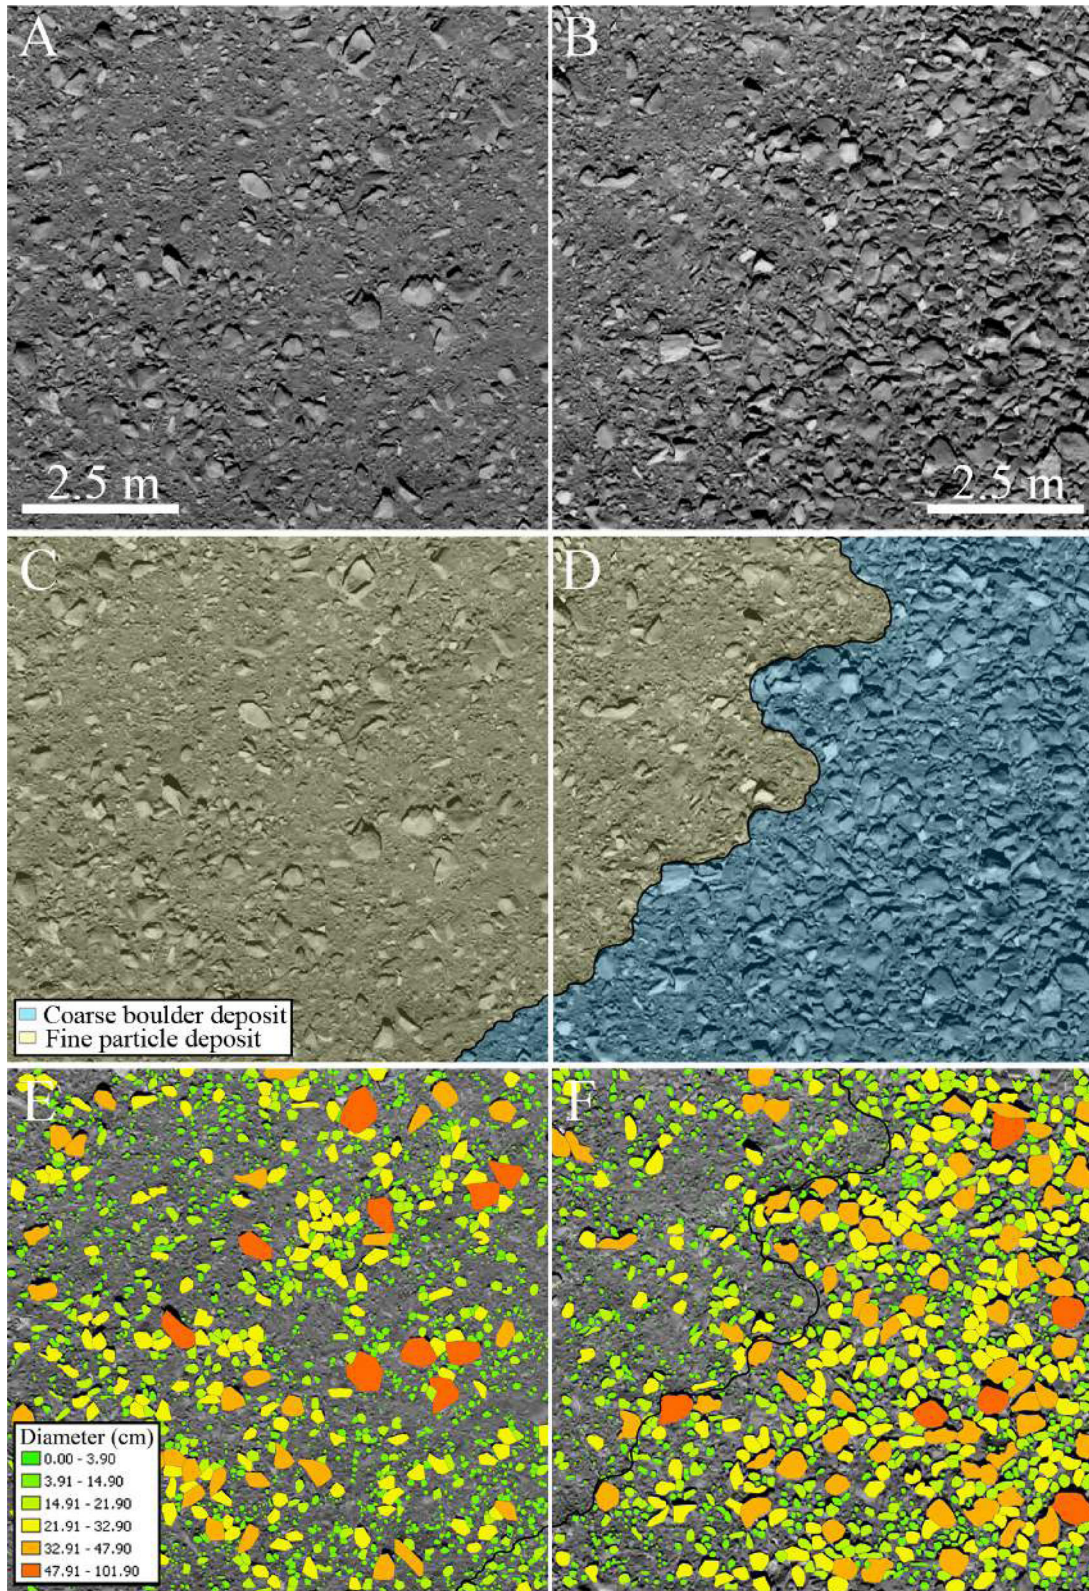 A
B
2.5 m
2.5 m
C
D
Coarse boulder deposit
Fine particle deposit
E
F
Diameter (cm)
0.00 - 3.90
3.91 - 14.90
14.91 - 21.90
21.91 - 32.90
32.91 - 47.90
47.91 - 101.90